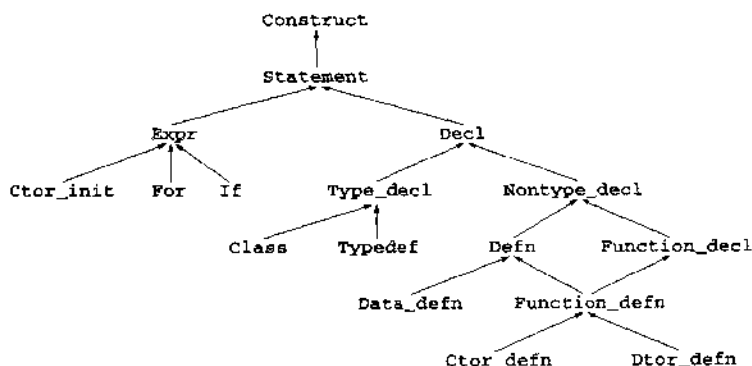 Construct
Statement
Expr Decl
Ctor_init For If Type_decl Nontype_decl
Class Typedef Defn Function_decl
Data_defn Function_defn
Ctor_defn Dtor_defn